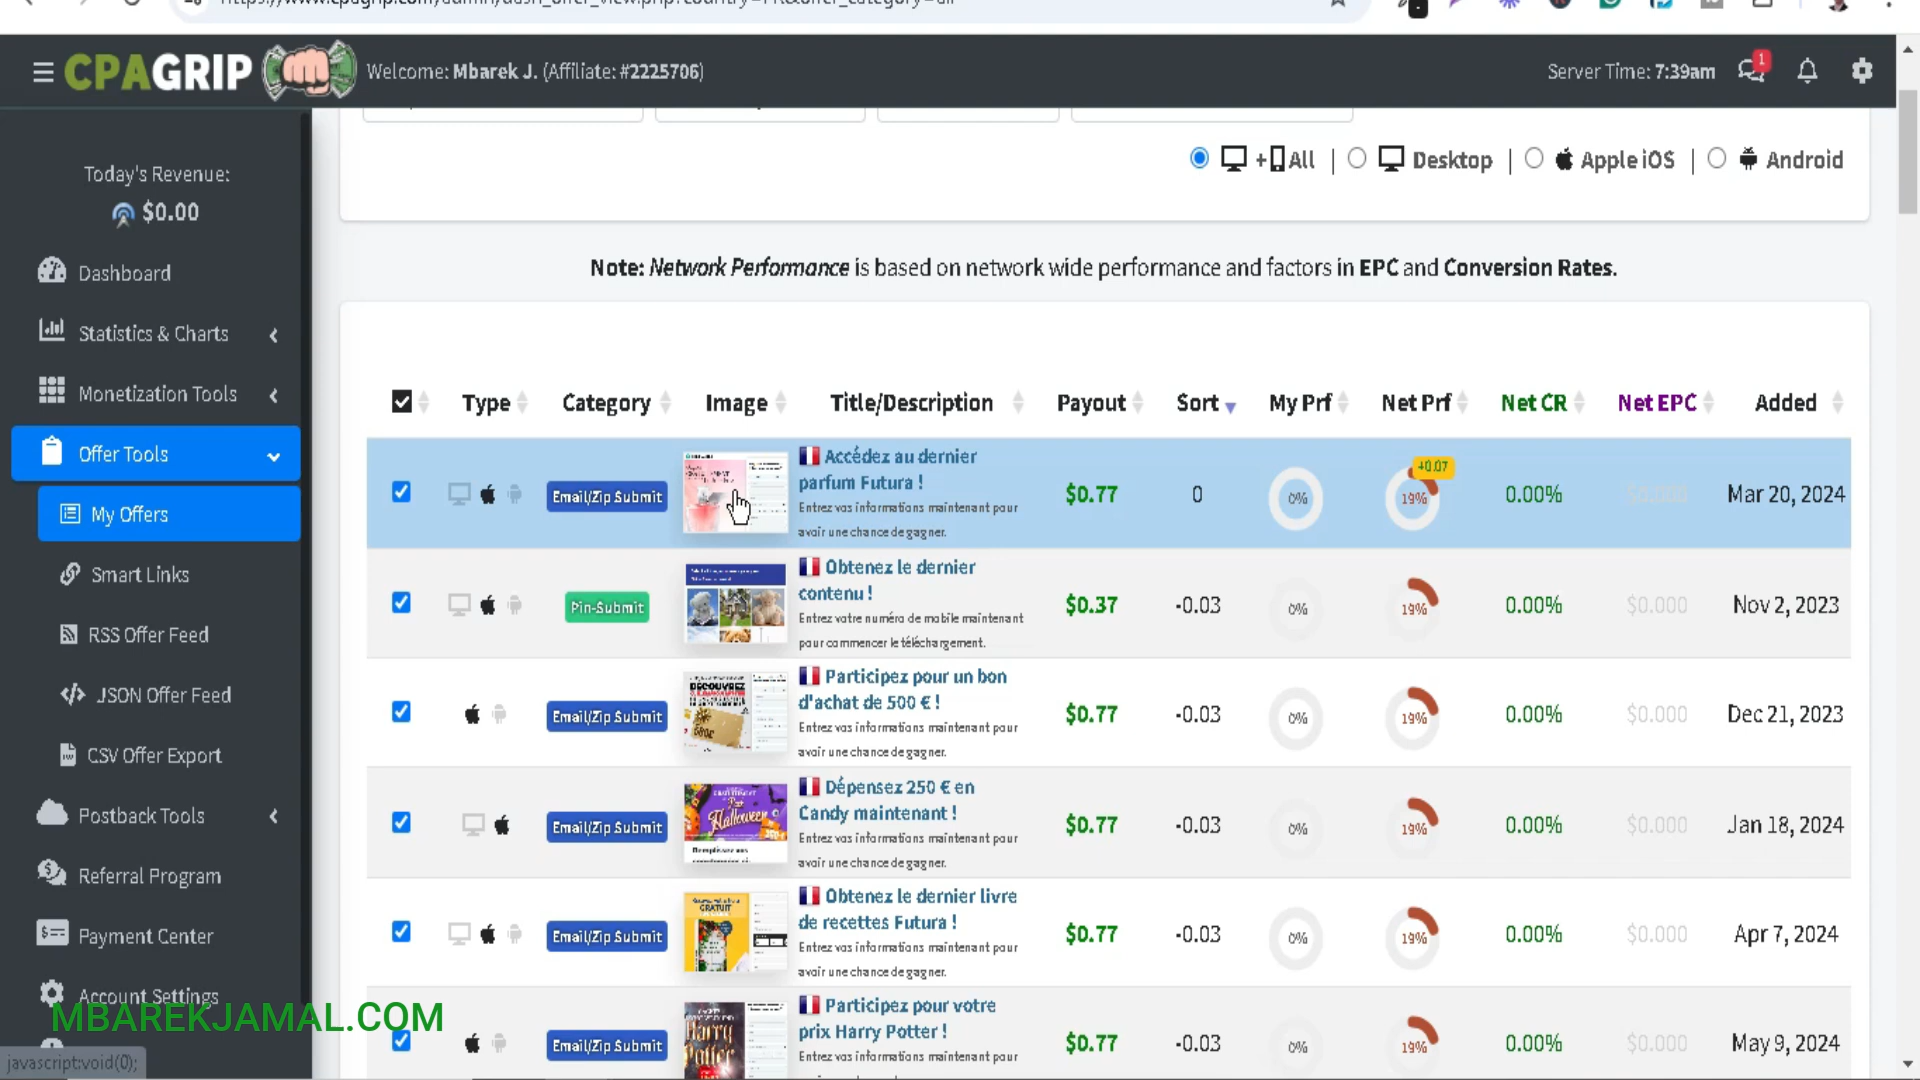 CPAGRIP Welcome: Mbarek J. (Affiliate: #2225706) Server Time: 7:39am 1
+ All | Desktop | Apple iOS | Android
Today's Revenue:
$0.00
Dashboard
Statistics & Charts
Monetization Tools
Offer Tools
My Offers
Smart Links
RSS Offer Feed
JSON Offer Feed
CSV Offer Export
Postback Tools
Referral Program
Payment Center
Account Settings
MBAREKJAMAL.COM
javascript:void(0);
Note: Network Performance is based on network wide performance and factors in EPC and Conversion Rates.
Type Category Image Title/Description Payout Sort My Prf Net Prf Net CR Net EPC Added
Email/Zip Submit
Accédez au dernier
parfum Futura !
Entrez vos informations maintenant pour
avoir une chance de gagner.
$0.77 0 0% 19% +0.07 0.00% $0.000 Mar 20, 2024
Pin-Submit
Obtenez le dernier
contenu !
Entrez votre numéro de mobile maintenant
pour commencer le téléchargement.
$0.37 -0.03 0% 19% 0.00% $0.000 Nov 2, 2023
Email/Zip Submit
DÉCOUVREZ
Participez pour un bon
d'achat de 500 € !
Entrez vos informations maintenant pour
avoir une chance de gagner.
$0.77 -0.03 0% 19% 0.00% $0.000 Dec 21, 2023
Email/Zip Submit
Halloween
Dépensez 250 € en
Candy maintenant !
Entrez vos informations maintenant pour
avoir une chance de gagner.
$0.77 -0.03 0% 19% 0.00% $0.000 Jan 18, 2024
Email/Zip Submit
GRATUIT
Obtenez le dernier livre
de recettes Futura !
Entrez vos informations maintenant pour
avoir une chance de gagner.
$0.77 -0.03 0% 19% 0.00% $0.000 Apr 7, 2024
Email/Zip Submit
Harry
Potter
Participez pour votre
prix Harry Potter !
Entrez vos informations maintenant pour
$0.77 -0.03 0% 19% 0.00% $0.000 May 9, 2024